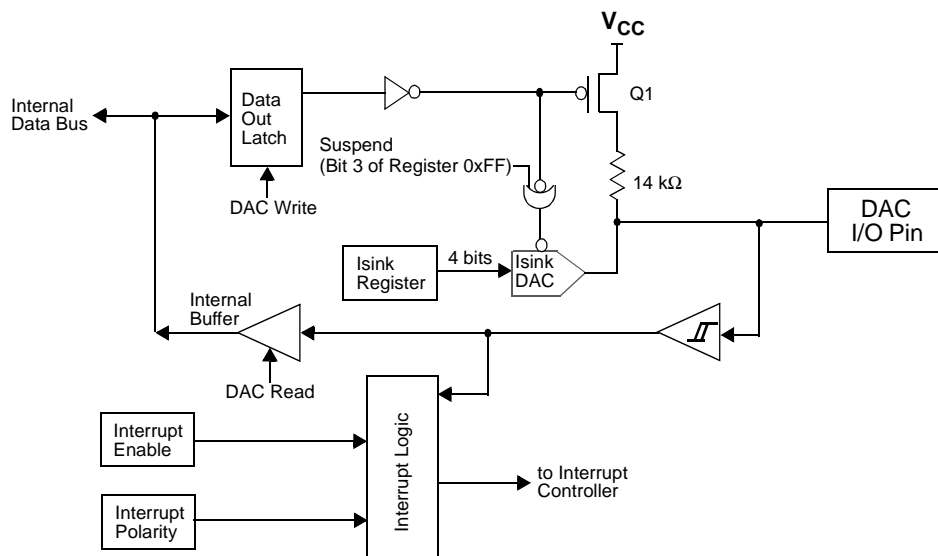 VCC
Internal
Data Bus
Data
Out
Latch
Q1
Suspend
(Bit 3 of Register 0xFF)
14 kΩ
DAC Write
DAC
I/O Pin
Isink
Register
4 bits
Isink
DAC
Internal
Buffer
DAC Read
Interrupt
Enable
Interrupt Logic
to Interrupt
Controller
Interrupt
Polarity